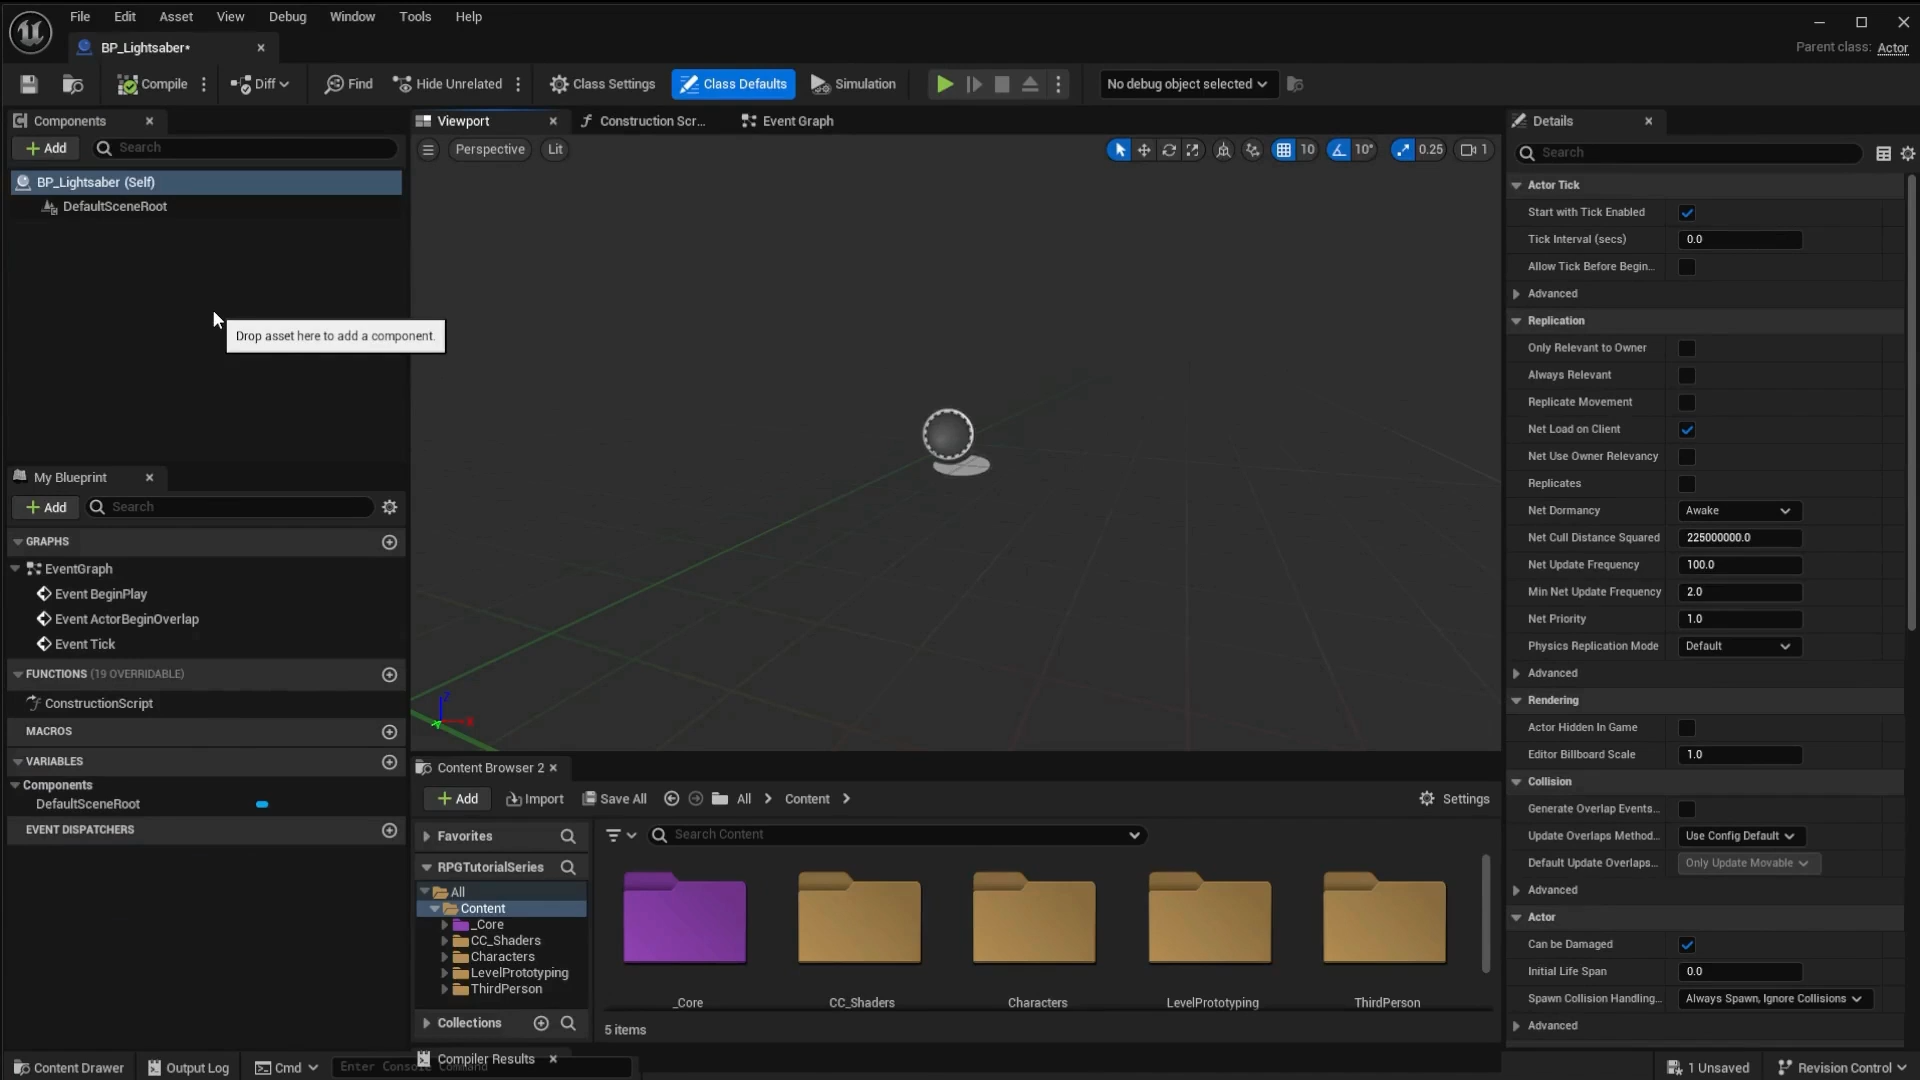 File Edit Asset View Debug Window Tools Help
BP_Lightsaber*
Parent class: Actor
Compile Diff Find Hide Unrelated Class Settings Class Defaults Simulation No debug object selected
Components
Add Search
BP_Lightsaber (Self)
DefaultSceneRoot
Drop asset here to add a component.
My Blueprint
Add Search
GRAPHS
EventGraph
Event BeginPlay
Event ActorBeginOverlap
Event Tick
FUNCTIONS (19 OVERRIDABLE)
ConstructionScript
MACROS
VARIABLES
Components
DefaultSceneRoot
EVENT DISPATCHERS
Viewport Construction Scr... Event Graph
Perspective Lit 10 10° 0.25 1
Z
X
Y
Content Browser 2
Add Import Save All All Content Settings
Favorites
Search Content
RPGTutorialSeries
All
Content
_Core
CC_Shaders
Characters
LevelPrototyping
ThirdPerson
Collections
_Core CC_Shaders Characters LevelPrototyping ThirdPerson
5 items
Compiler Results
Details
Search
Actor Tick
Start with Tick Enabled
Tick Interval (secs) 0.0
Allow Tick Before Begin...
Advanced
Replication
Only Relevant to Owner
Always Relevant
Replicate Movement
Net Load on Client
Net Use Owner Relevancy
Replicates
Net Dormancy Awake
Net Cull Distance Squared 225000000.0
Net Update Frequency 100.0
Min Net Update Frequency 2.0
Net Priority 1.0
Physics Replication Mode Default
Advanced
Rendering
Actor Hidden In Game
Editor Billboard Scale 1.0
Collision
Generate Overlap Events...
Update Overlaps Method... Use Config Default
Default Update Overlaps... Only Update Movable
Advanced
Actor
Can be Damaged
Initial Life Span 0.0
Spawn Collision Handling... Always Spawn, Ignore Collisions
Advanced
Content Drawer Output Log Cmd Enter Console Command 1 Unsaved Revision Control